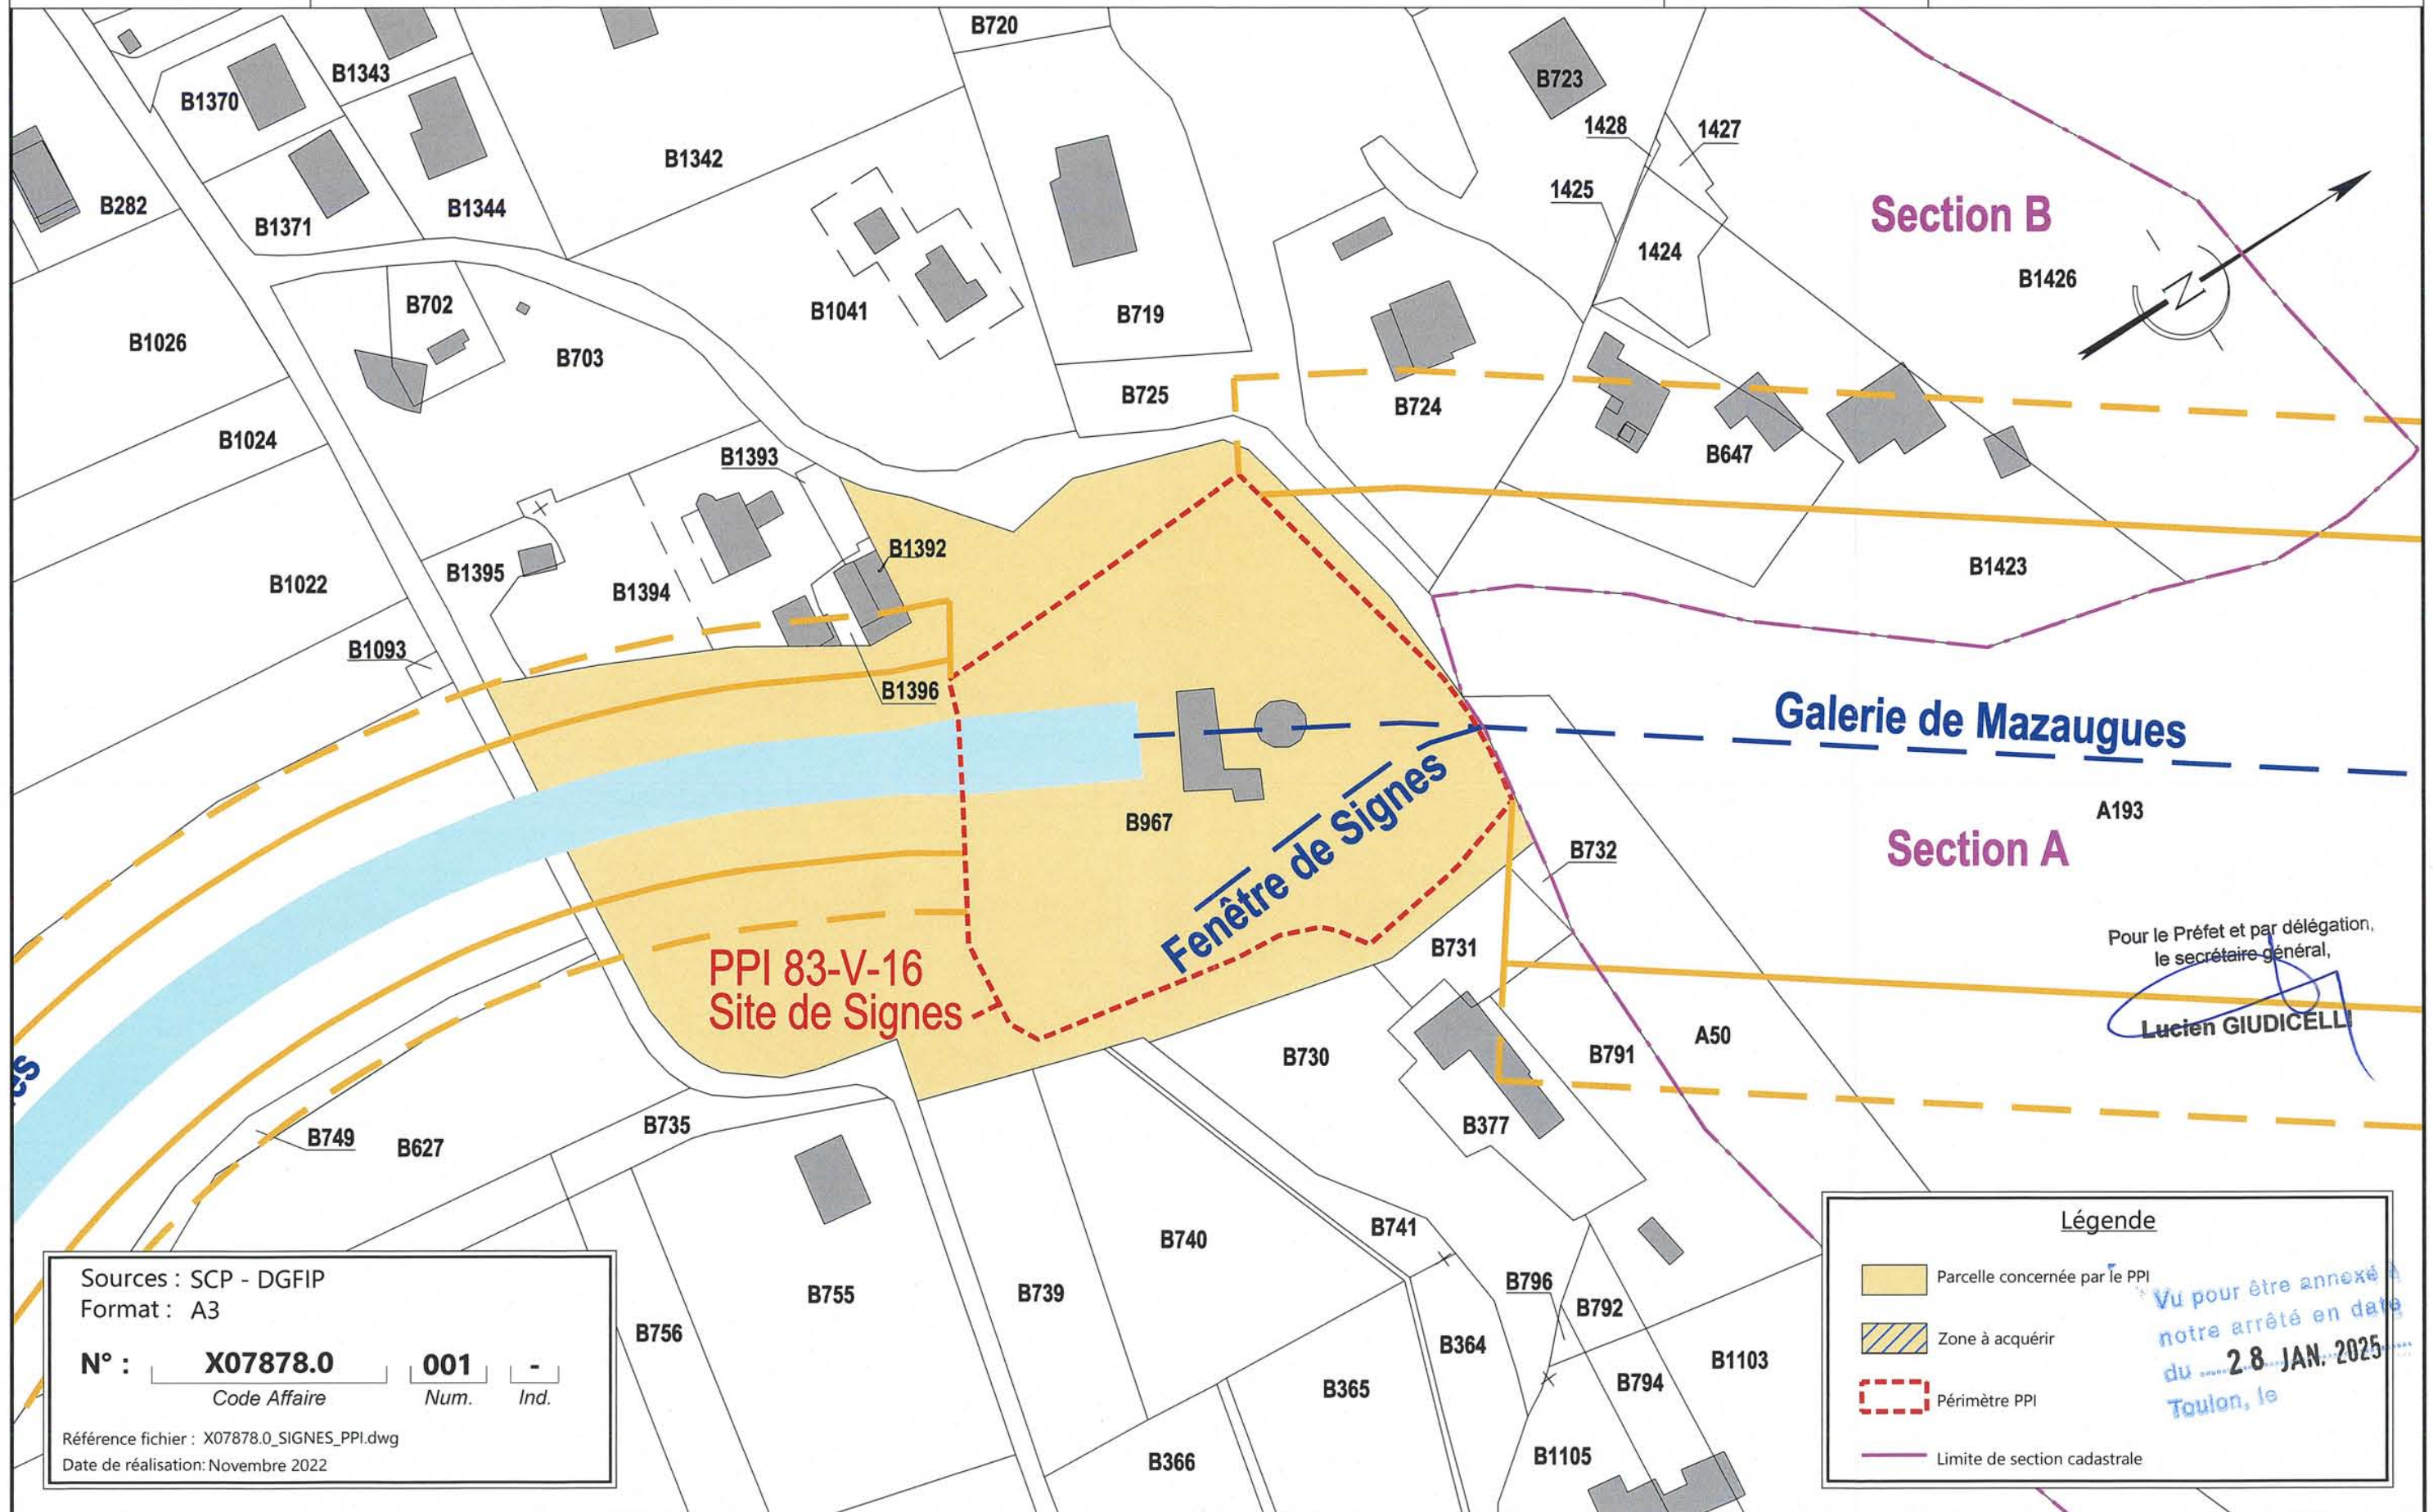 B720
B723
B1343
B1370
1428
1427
B1342
1425
B282
B1344
B1371
Section B
1424
B1426
N
B702
B1041
B719
B1026
B703
B725
B724
B1024
B1393
B647
B1392
B1423
B1395
B1022
B1394
B1093
B1396
Galerie de Mazaugues
A193
B967
Fenêtre de Signes
B732
Section A
B731
Pour le Préfet et par délégation,
le secrétaire général,
Lucien GIUDICELLI
PPI 83-V-16
Site de Signes
A50
B730
B791
es
B735
B377
B749
B627
B741
B740
B796
B755
B739
B792
B756
B364
B1103
B365
B794
B1105
B366
Sources : SCP - DGFIP
Format : A3
N° : X07878.0 001 -
Code Affaire Num. Ind.
Référence fichier : X07878.0_SIGNES_PPI.dwg
Date de réalisation: Novembre 2022
Légende
Parcelle concernée par le PPI
Zone à acquérir
Périmètre PPI
Limite de section cadastrale
Vu pour être annexé à
notre arrêté en date
du 28 JAN. 2025
Toulon, le